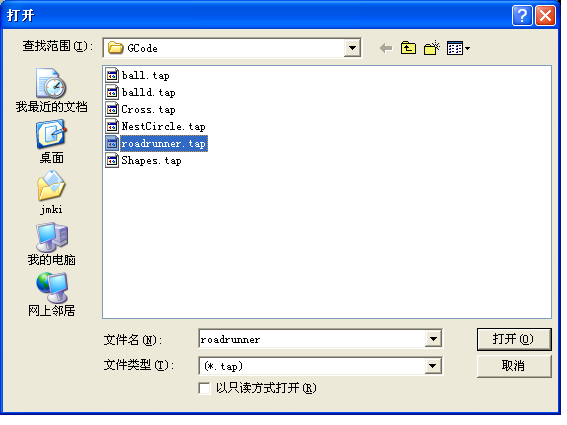 打开
查找范围(I):
GCode
ball.tap
balld.tap
Cross.tap
NestCircle.tap
roadrunner.tap
Shapes.tap
我最近的文档
桌面
jmki
我的电脑
网上邻居
文件名(N):
roadrunner
打开(O)
文件类型(T):
(*.tap)
取消
以只读方式打开(R)